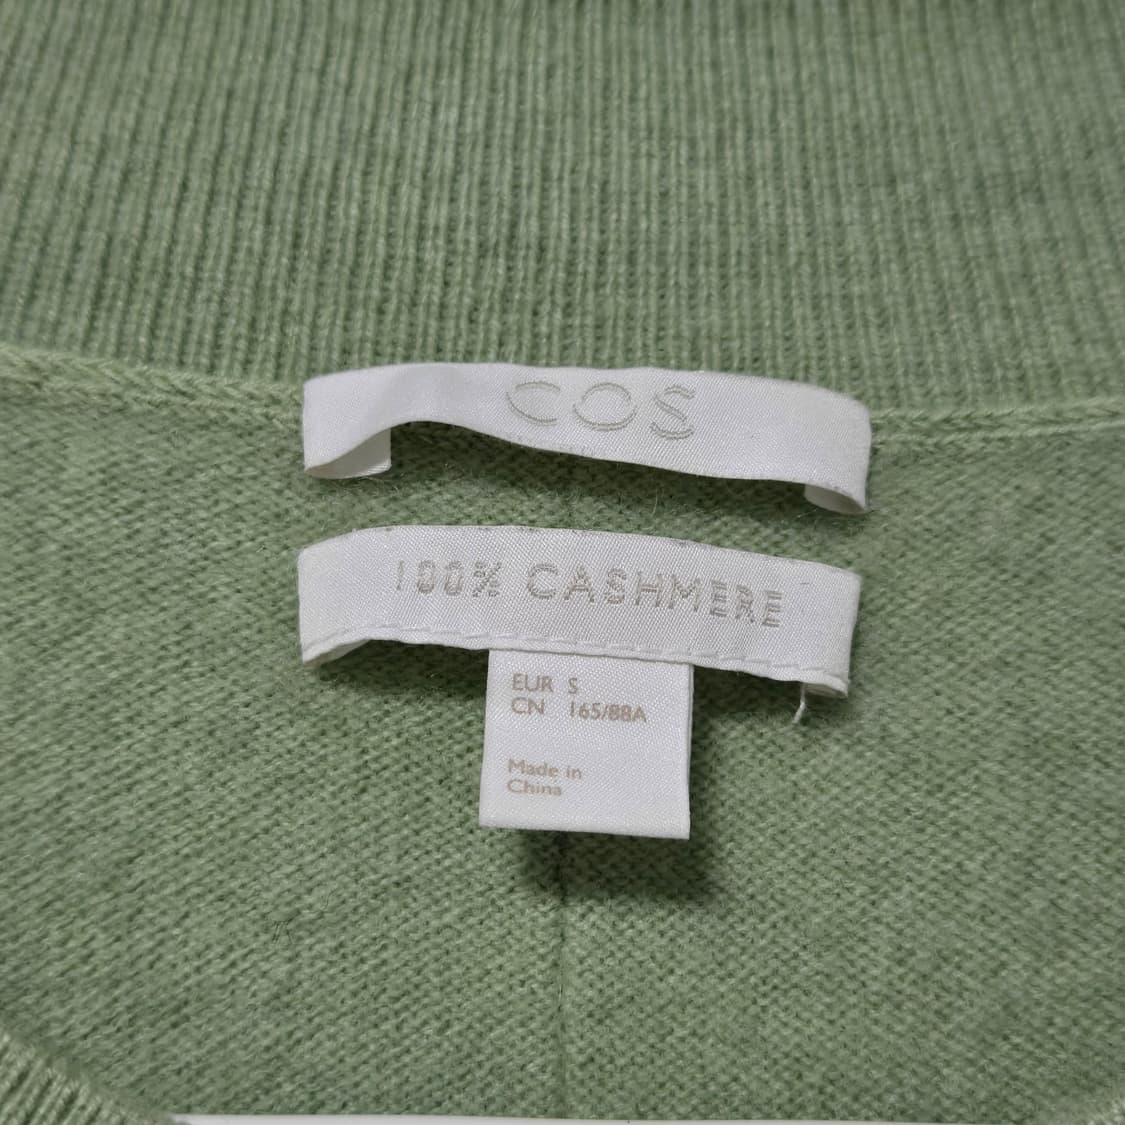 COS
100% CASHMERE
EUR S
CN 165/88A
Made in
China